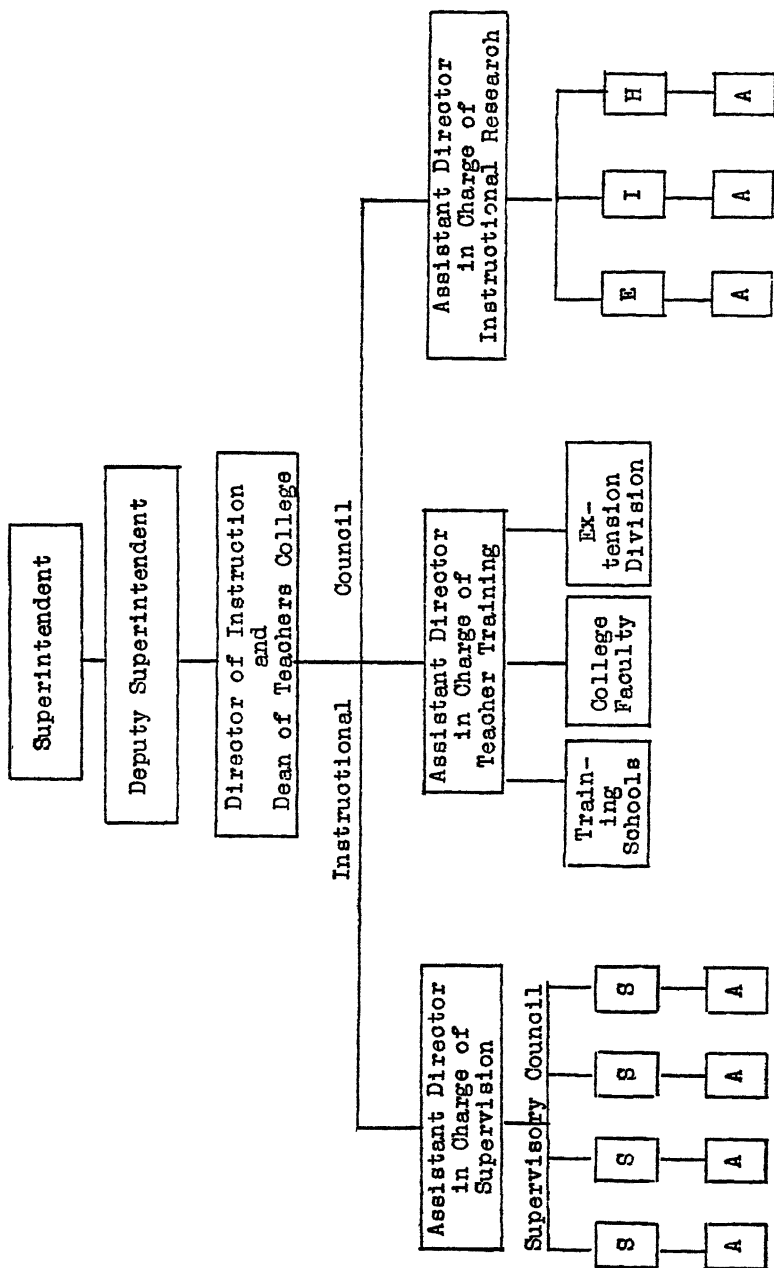 Superintendent
Deputy Superintendent
Director of Instruction
and
Dean of Teachers College
Instructional Council
Assistant Director
in Charge of
Supervision
Supervisory Council
S
S
S
S
A
A
A
A
Assistant Director
in Charge of
Teacher Training
Train-
ing
Schools
College
Faculty
Ex-
tension
Division
Assistant Director
in Charge of
Instructional Research
E
I
H
A
A
A